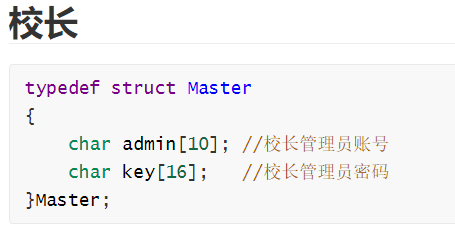 校长
typedef struct Master
{
    char admin[10]; //校长管理员账号
    char key[16];   //校长管理员密码
}Master;